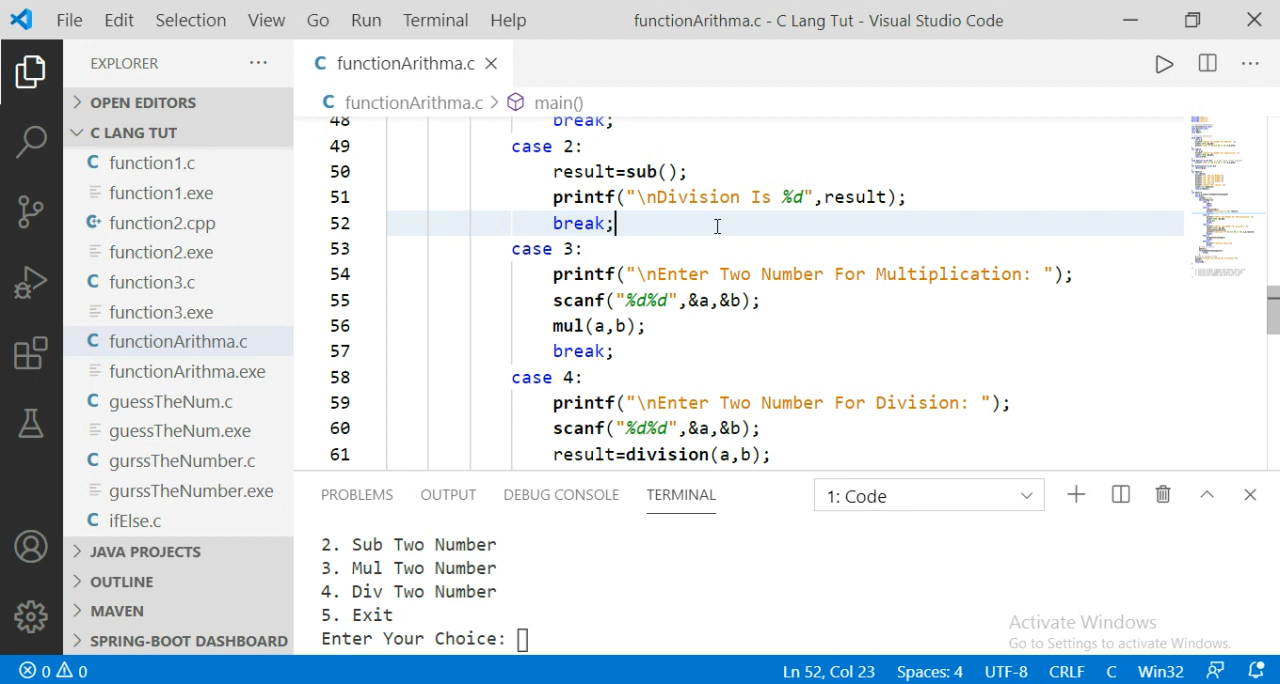 File Edit Selection View Go Run Terminal Help functionArithma.c - C Lang Tut - Visual Studio Code
EXPLORER ···
OPEN EDITORS
C LANG TUT
C function1.c
function1.exe
function2.cpp
function2.exe
C function3.c
function3.exe
C functionArithma.c
functionArithma.exe
C guessTheNum.c
guessTheNum.exe
C gurssTheNumber.c
gurssTheNumber.exe
C ifElse.c
JAVA PROJECTS
OUTLINE
MAVEN
SPRING-BOOT DASHBOARD
C functionArithma.c
C functionArithma.c > main()
48 break;
49 case 2:
50 result=sub();
51 printf("\nDivision Is %d",result);
52 break;
53 case 3:
54 printf("\nEnter Two Number For Multiplication: ");
55 scanf("%d%d",&a,&b);
56 mul(a,b);
57 break;
58 case 4:
59 printf("\nEnter Two Number For Division: ");
60 scanf("%d%d",&a,&b);
61 result=division(a,b);
PROBLEMS OUTPUT DEBUG CONSOLE TERMINAL 1: Code
2. Sub Two Number
3. Mul Two Number
4. Div Two Number
5. Exit
Enter Your Choice:
Activate Windows
Go to Settings to activate Windows.
0 0 Ln 52, Col 23 Spaces: 4 UTF-8 CRLF C Win32